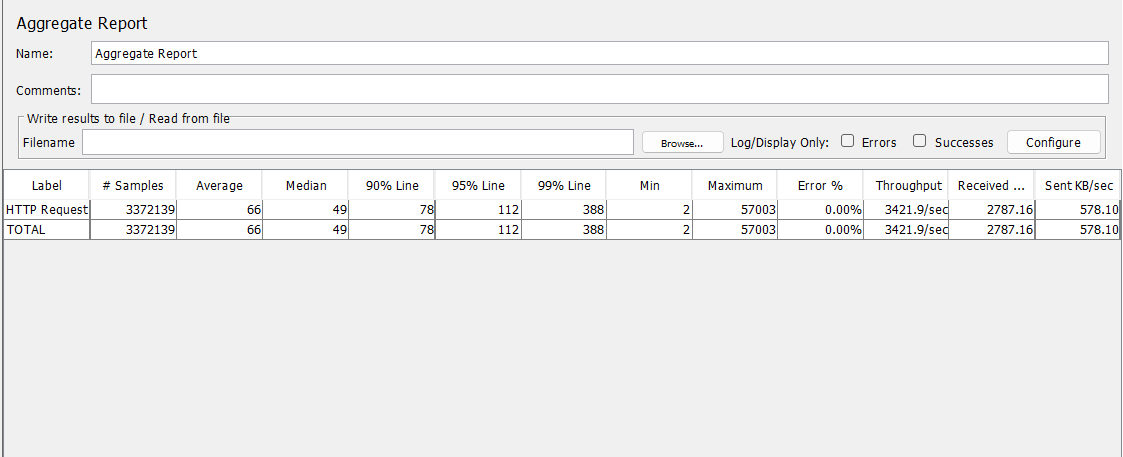 Aggregate Report
Name: Aggregate Report
Comments:
Write results to file / Read from file
Filename Browse... Log/Display Only: Errors Successes Configure
Label # Samples Average Median 90% Line 95% Line 99% Line Min Maximum Error % Throughput Received ... Sent KB/sec
HTTP Request 3372139 66 49 78 112 388 2 57003 0.00% 3421.9/sec 2787.16 578.10
TOTAL 3372139 66 49 78 112 388 2 57003 0.00% 3421.9/sec 2787.16 578.10